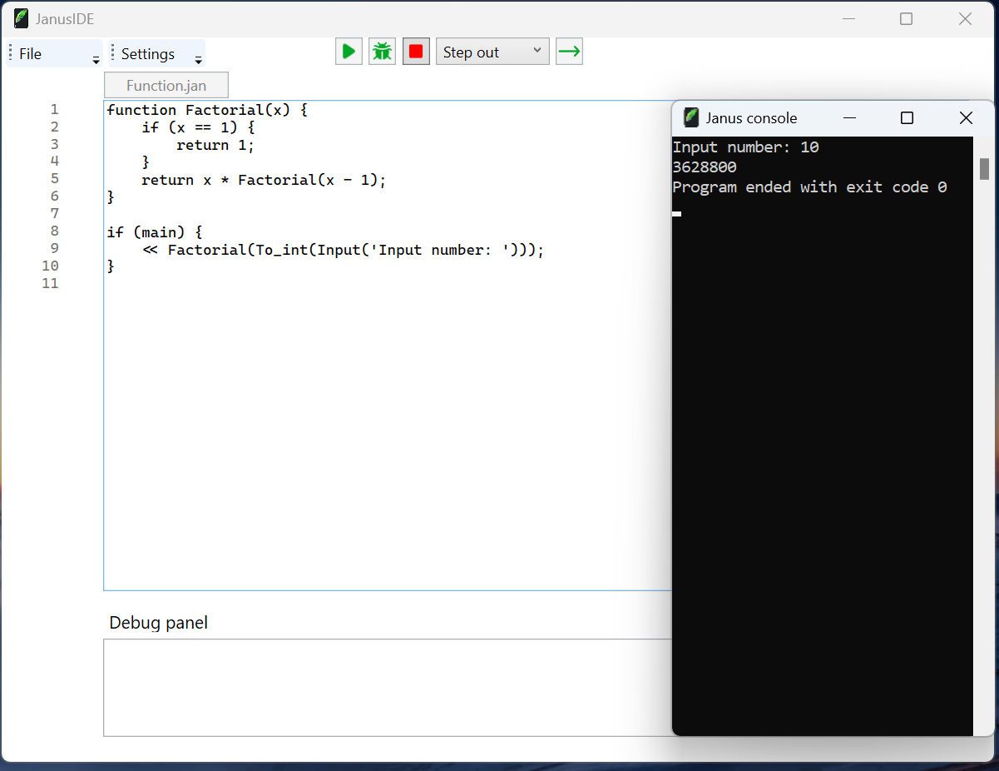 JanusIDE
File
Settings
Step out
Function.jan
1 function Factorial(x) {
2     if (x == 1) {
3         return 1;
4     }
5     return x * Factorial(x - 1);
6 }
7
8 if (main) {
9     << Factorial(To_int(Input('Input number: ')));
10 }
11
Janus console
Input number: 10
3628800
Program ended with exit code 0
Debug panel